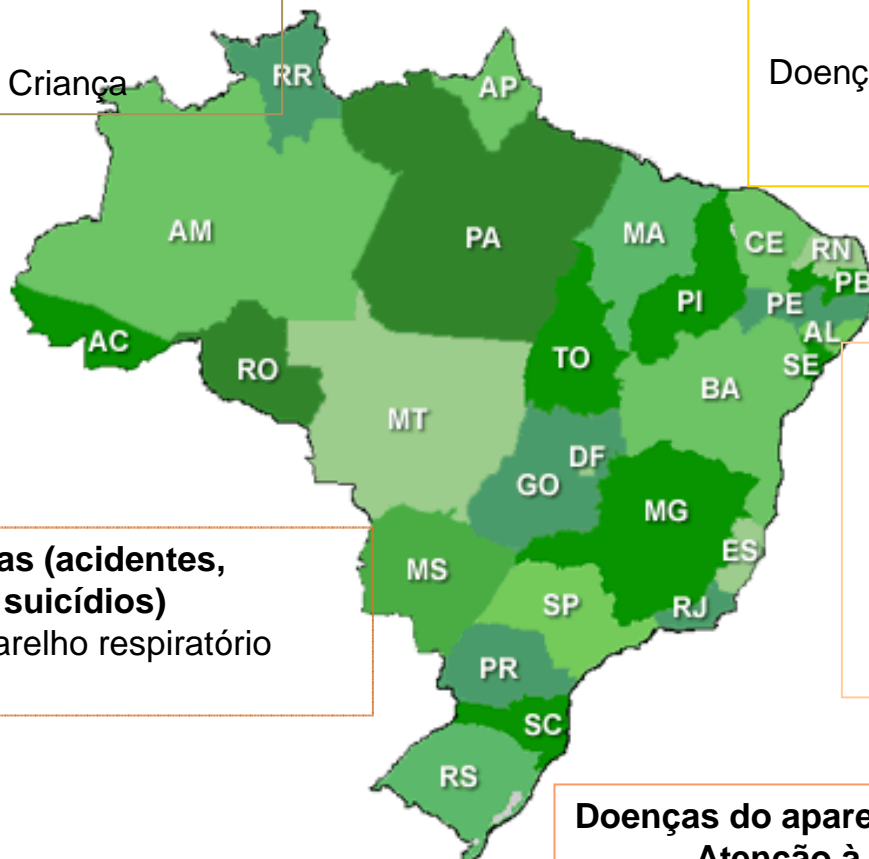 Criança
RR
AP
Doenç
AM
PA
MA
CE
RN
PB
PI
PE
AC
AL
RO
TO
SE
BA
MT
DF
GO
MG
as (acidentes,
suicídios)
arelho respiratório
ES
MS
SP
RJ
PR
SC
RS
Doenças do apare
Atenção à